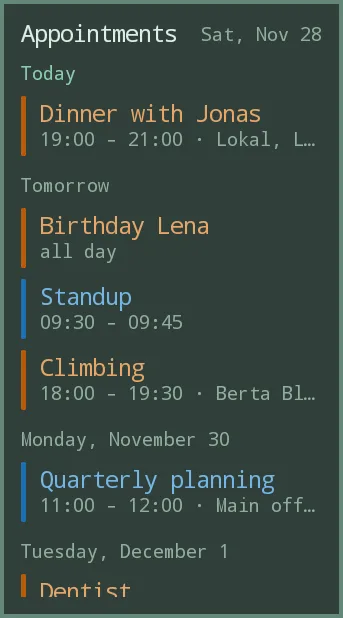 Appointments Sat, Nov 28
Today
Dinner with Jonas
19:00 – 21:00 · Lokal, L…
Tomorrow
Birthday Lena
all day
Standup
09:30 – 09:45
Climbing
18:00 – 19:30 · Berta Bl…
Monday, November 30
Quarterly planning
11:00 – 12:00 · Main off…
Tuesday, December 1
Dentist